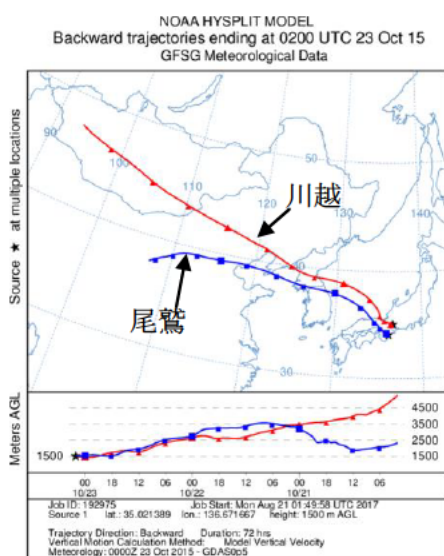 NOAA HYSPLIT MODEL
Backward trajectories ending at 0200 UTC 23 Oct 15
GFSG Meteorological Data
Source ★ at multiple locations
90
100
110
50
120
130
140
川越
尾鷲
30
Meters AGL
1500
4500
3500
2500
1500
00 18 12 06 00 18 12 06 00 18 12 06
10/23 10/22 10/21
Job ID: 192975 Job Start: Mon Aug 21 01:49:58 UTC 2017
Source 1 lat.: 35.021389 lon.: 136.671667 height: 1500 m AGL
Trajectory Direction: Backward Duration: 72 hrs
Vertical Motion Calculation Method: Model Vertical Velocity
Meteorology: 0000Z 23 Oct 2015 - GDAS0p5